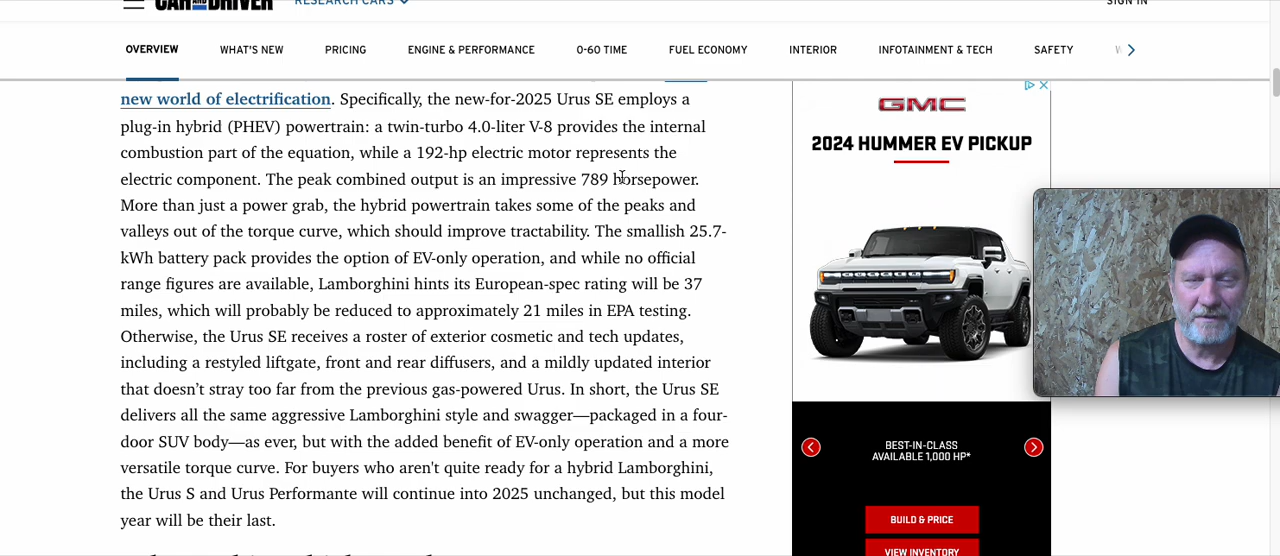 CAR AND DRIVER
RESEARCH CARS
SIGN IN
OVERVIEW
WHAT'S NEW
PRICING
ENGINE & PERFORMANCE
0-60 TIME
FUEL ECONOMY
INTERIOR
INFOTAINMENT & TECH
SAFETY
new world of electrification. Specifically, the new-for-2025 Urus SE employs a
plug-in hybrid (PHEV) powertrain: a twin-turbo 4.0-liter V-8 provides the internal
combustion part of the equation, while a 192-hp electric motor represents the
electric component. The peak combined output is an impressive 789 horsepower.
More than just a power grab, the hybrid powertrain takes some of the peaks and
valleys out of the torque curve, which should improve tractability. The smallish 25.7-
kWh battery pack provides the option of EV-only operation, and while no official
range figures are available, Lamborghini hints its European-spec rating will be 37
miles, which will probably be reduced to approximately 21 miles in EPA testing.
Otherwise, the Urus SE receives a roster of exterior cosmetic and tech updates,
including a restyled liftgate, front and rear diffusers, and a mildly updated interior
that doesn’t stray too far from the previous gas-powered Urus. In short, the Urus SE
delivers all the same aggressive Lamborghini style and swagger—packaged in a four-
door SUV body—as ever, but with the added benefit of EV-only operation and a more
versatile torque curve. For buyers who aren't quite ready for a hybrid Lamborghini,
the Urus S and Urus Performante will continue into 2025 unchanged, but this model
year will be their last.
GMC
2024 HUMMER EV PICKUP
BEST-IN-CLASS
AVAILABLE 1,000 HP*
BUILD & PRICE
VIEW INVENTORY